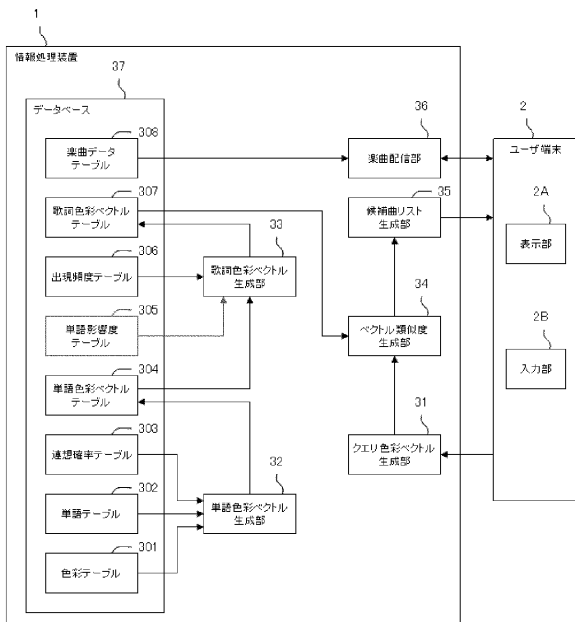 1
情報処理装置
37
データベース
308
楽曲データ
テーブル
307
歌詞色彩ベクトル
テーブル
306
出現頻度テーブル
305
単語影響度
テーブル
304
単語色彩ベクトル
テーブル
303
連想確率テーブル
302
単語テーブル
301
色彩テーブル
33
歌詞色彩ベクトル
生成部
32
単語色彩ベクトル
生成部
36
楽曲配信部
35
候補曲リスト
生成部
34
ベクトル類似度
生成部
31
クエリ色彩ベクトル
生成部
2
ユーザ端末
2A
表示部
2B
入力部